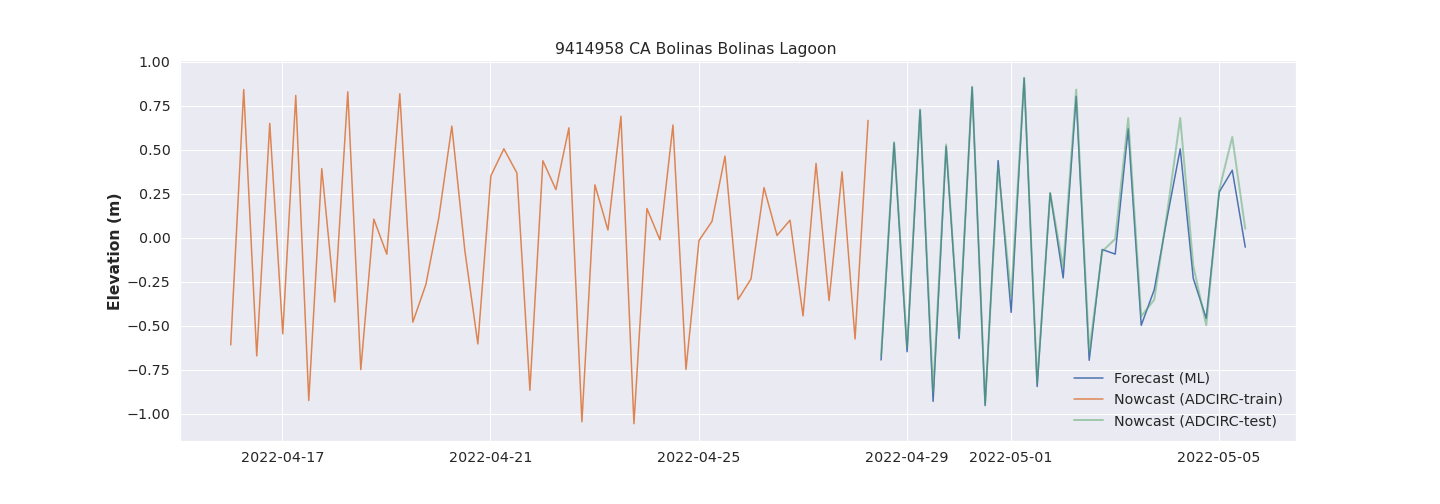 9414958 CA Bolinas Bolinas Lagoon
Elevation (m)
1.00
0.75
0.50
0.25
0.00
−0.25
−0.50
−0.75
−1.00
Forecast (ML)
Nowcast (ADCIRC-train)
Nowcast (ADCIRC-test)
2022-04-17 2022-04-21 2022-04-25 2022-04-29 2022-05-01 2022-05-05